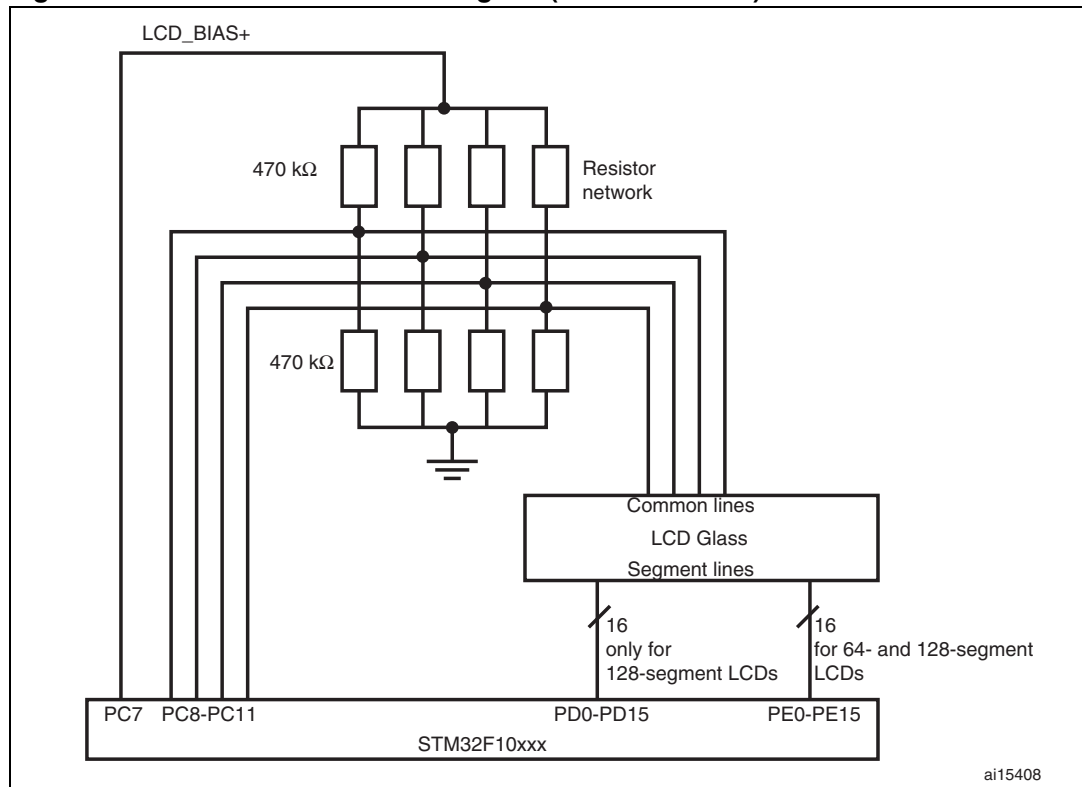 LCD_BIAS+
470 kΩ
Resistor
network
470 kΩ
Common lines
LCD Glass
Segment lines
16
only for
128-segment LCDs
16
for 64- and 128-segment
LCDs
PC7 PC8-PC11 PD0-PD15 PE0-PE15
STM32F10xxx
ai15408